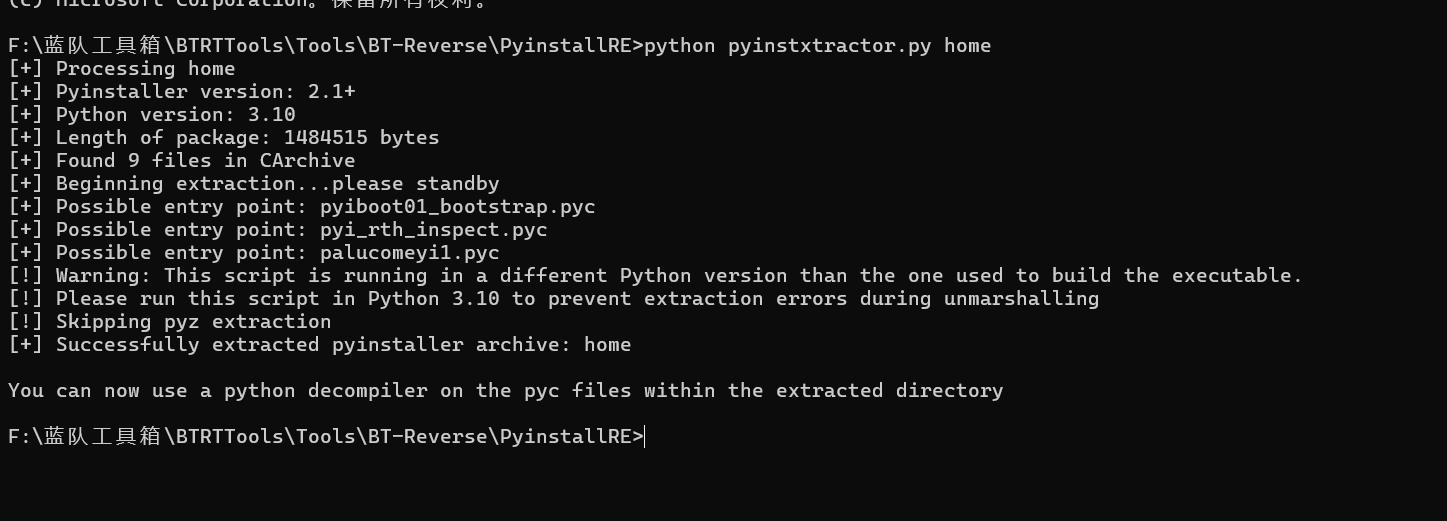 (c) Microsoft Corporation。保留所有权利。
F:\蓝队工具箱\BTRTTools\Tools\BT-Reverse\PyinstallRE>python pyinstxtractor.py home
[+] Processing home
[+] Pyinstaller version: 2.1+
[+] Python version: 3.10
[+] Length of package: 1484515 bytes
[+] Found 9 files in CArchive
[+] Beginning extraction...please standby
[+] Possible entry point: pyiboot01_bootstrap.pyc
[+] Possible entry point: pyi_rth_inspect.pyc
[+] Possible entry point: palucomeyi1.pyc
[!] Warning: This script is running in a different Python version than the one used to build the executable.
[!] Please run this script in Python 3.10 to prevent extraction errors during unmarshalling
[!] Skipping pyz extraction
[+] Successfully extracted pyinstaller archive: home
You can now use a python decompiler on the pyc files within the extracted directory
F:\蓝队工具箱\BTRTTools\Tools\BT-Reverse\PyinstallRE>